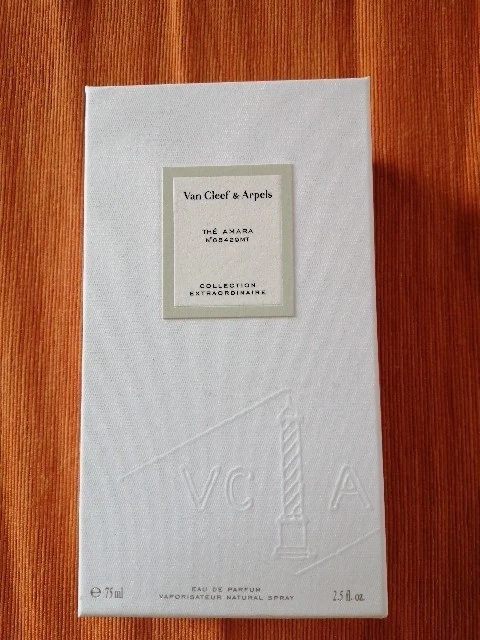 Van Cleef & Arpels
THÉ AMARA
COLLECTION
EXTRAORDINAIRE
VC A
EAU DE PARFUM
℮ 75 ml VAPORISATEUR NATURAL SPRAY 2.5 fl. oz.